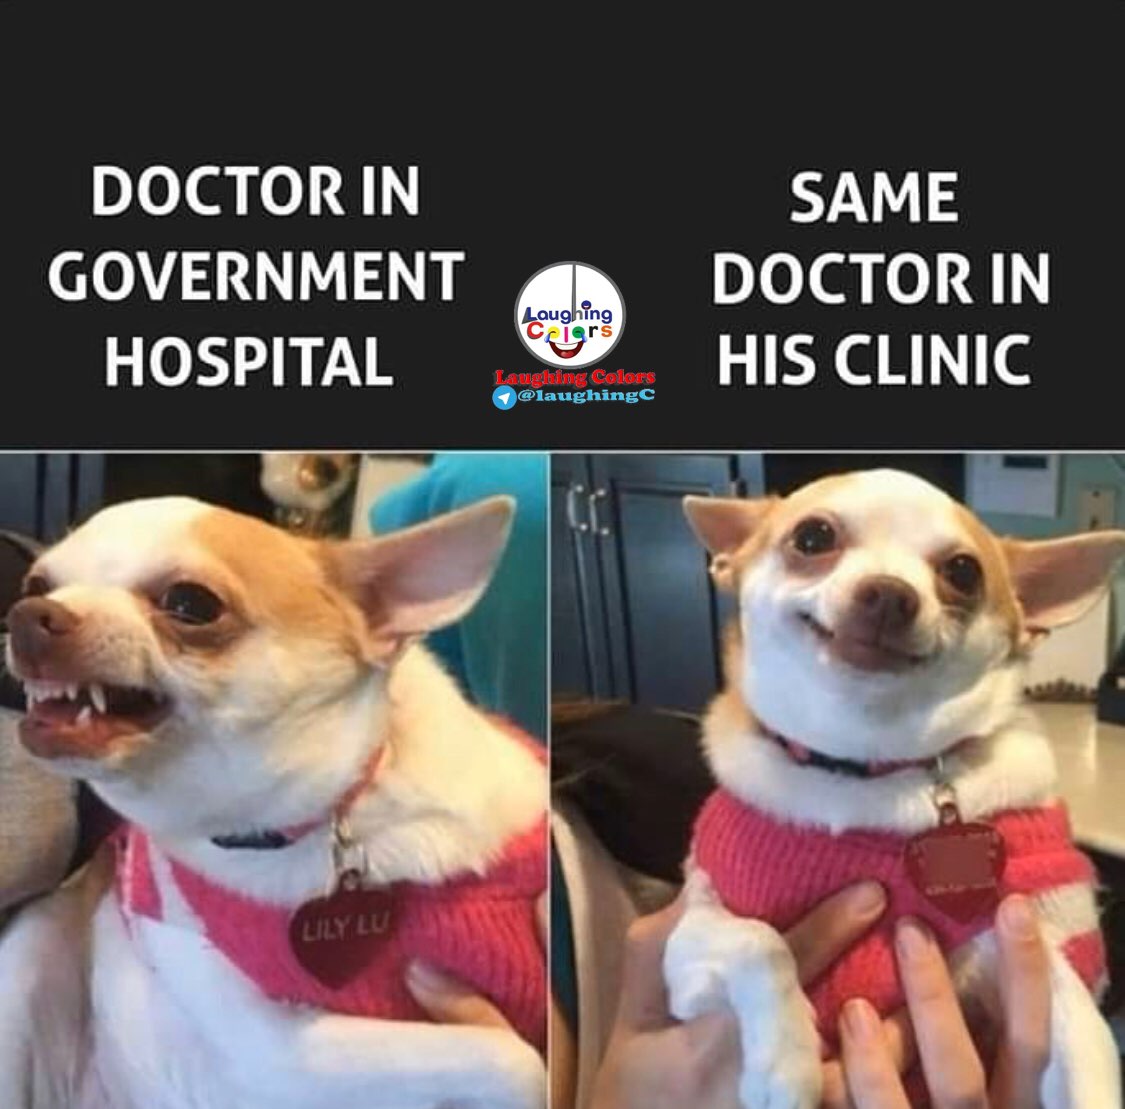 DOCTOR IN
GOVERNMENT
HOSPITAL
SAME
DOCTOR IN
HIS CLINIC
Laughing
Colors
Laughing Colors
@laughingC
LILY LU